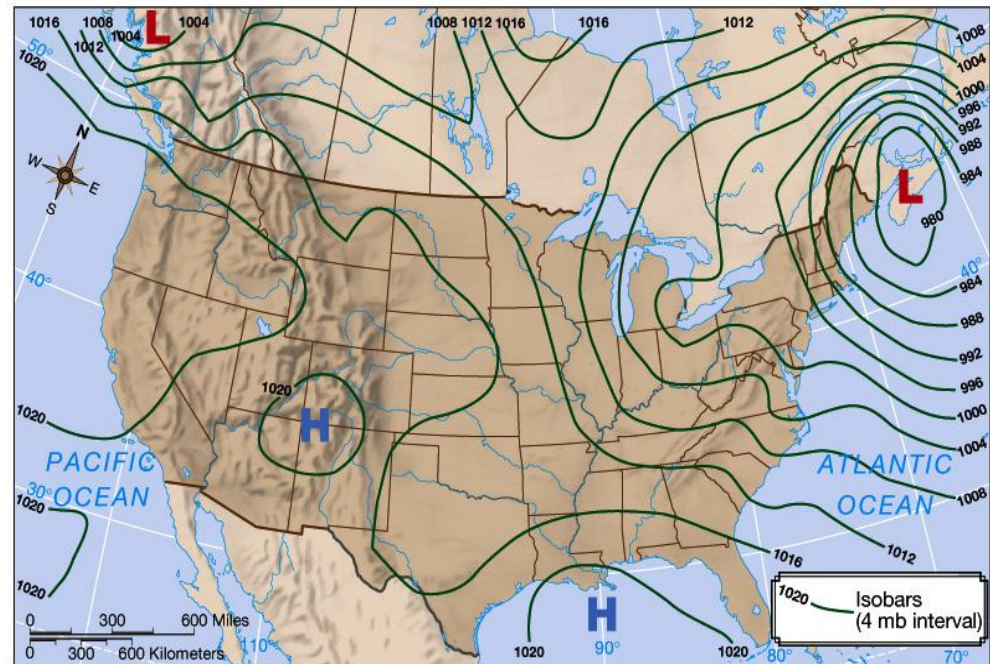 1016
1008
1004
1004
L
1012
1020
50°
1008
1012
1016
1016
1012
1008
1004
1000
996
992
988
984
980
L
N
W
E
S
40°
40°
984
988
992
996
1000
1004
1008
1012
1016
1020
H
1020
PACIFIC
OCEAN
ATLANTIC
OCEAN
30°
1020
1020
H
1020
1020
0 300 600 Miles
0 300 600 Kilometers
110°
90°
80°
70°
1020
Isobars
(4 mb interval)